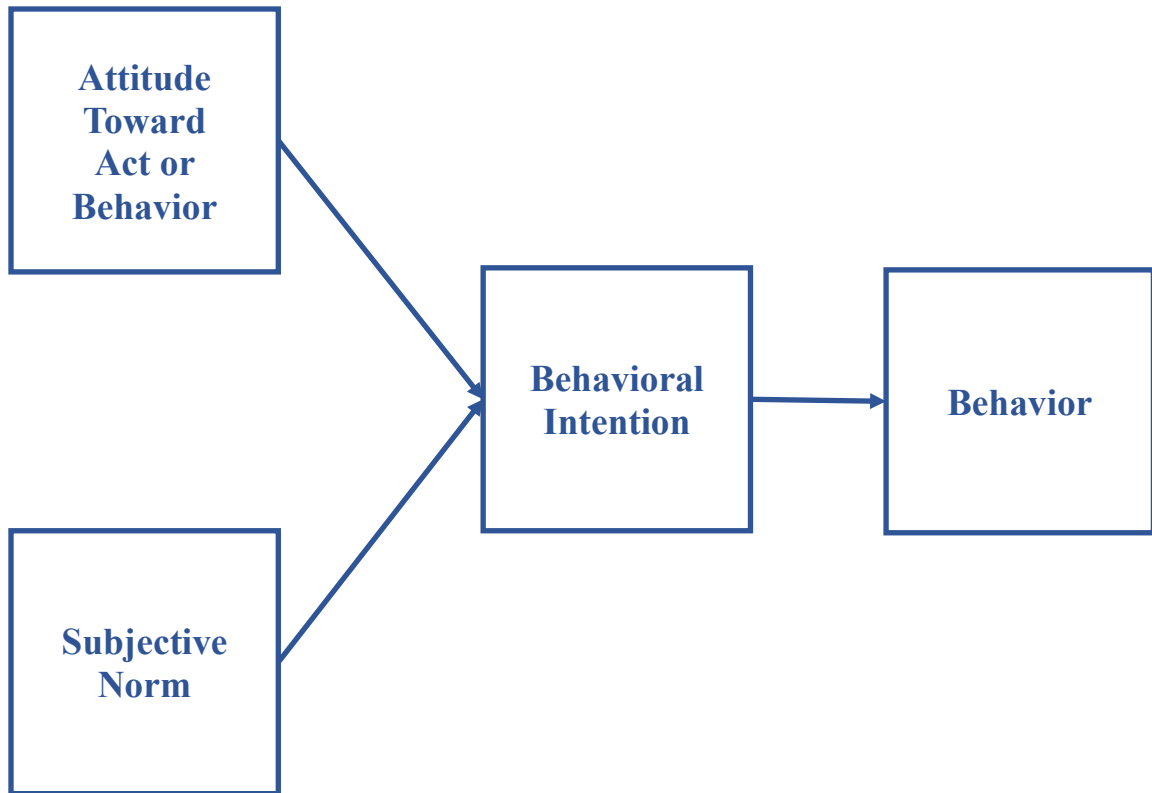 Attitude
Toward
Act or
Behavior
Behavioral
Intention
Behavior
Subjective
Norm